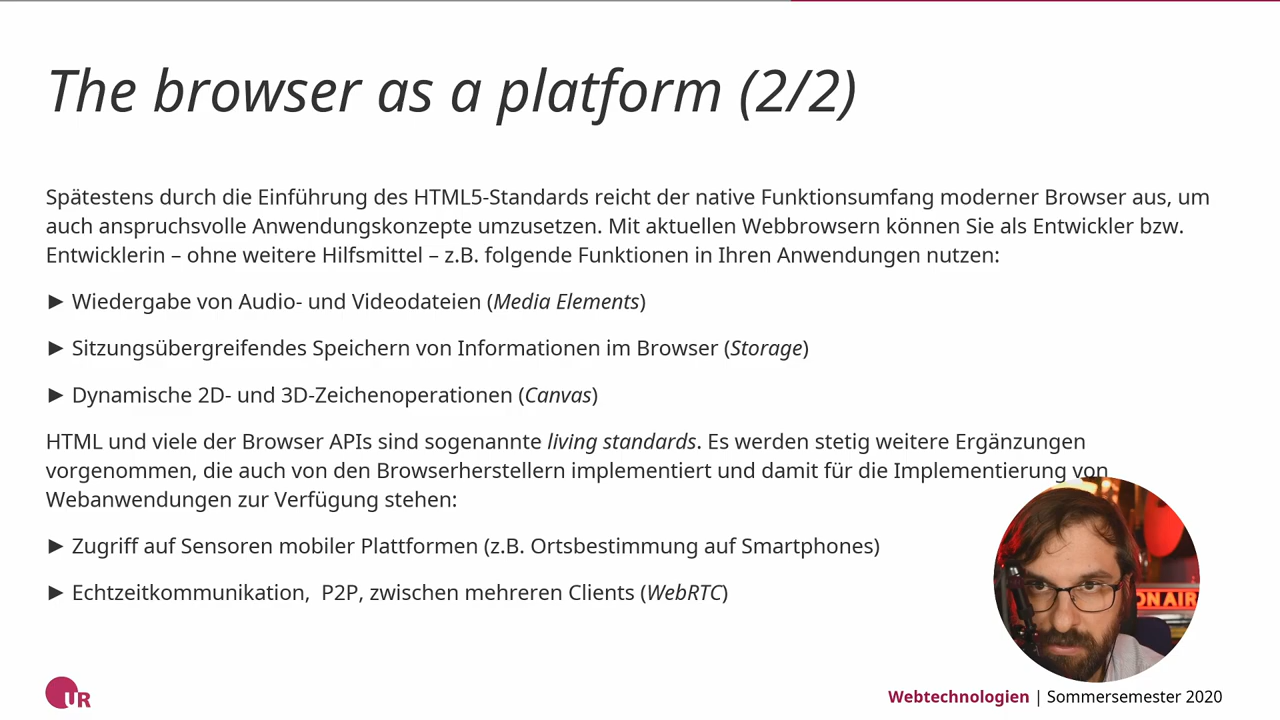 The browser as a platform (2/2)
Spätestens durch die Einführung des HTML5-Standards reicht der native Funktionsumfang moderner Browser aus, um
auch anspruchsvolle Anwendungskonzepte umzusetzen. Mit aktuellen Webbrowsern können Sie als Entwickler bzw.
Entwicklerin – ohne weitere Hilfsmittel – z.B. folgende Funktionen in Ihren Anwendungen nutzen:
► Wiedergabe von Audio- und Videodateien (Media Elements)
► Sitzungsübergreifendes Speichern von Informationen im Browser (Storage)
► Dynamische 2D- und 3D-Zeichenoperationen (Canvas)
HTML und viele der Browser APIs sind sogenannte living standards. Es werden stetig weitere Ergänzungen
vorgenommen, die auch von den Browserherstellern implementiert und damit für die Implementierung von
Webanwendungen zur Verfügung stehen:
► Zugriff auf Sensoren mobiler Plattformen (z.B. Ortsbestimmung auf Smartphones)
► Echtzeitkommunikation, P2P, zwischen mehreren Clients (WebRTC)
ON AIR
UR
Webtechnologien | Sommersemester 2020